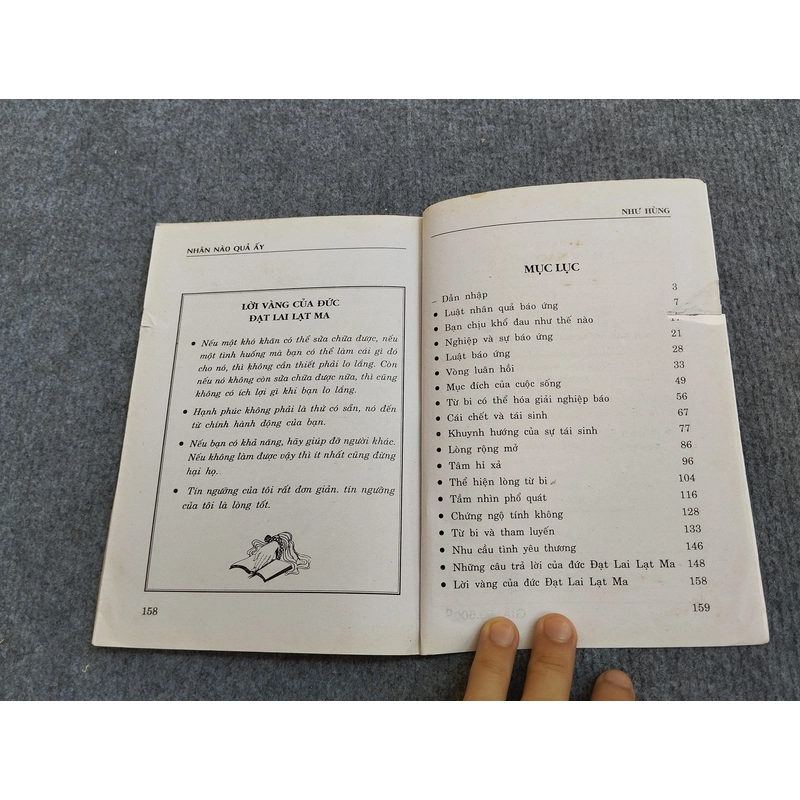 NHÂN NÀO QUẢ ẤY
LỜI VÀNG CỦA ĐỨC
ĐẠT LAI LẠT MA
• Nếu một khó khăn có thể sửa chữa được, nếu
một tình huống mà bạn có thể làm cái gì đó
cho nó, thì không cần thiết phải lo lắng. Còn
nếu nó không còn sửa chữa được nữa, thì cũng
không có ích lợi gì khi bạn lo lắng.
• Hạnh phúc không phải là thứ có sẵn, nó đến
từ chính hành động của bạn.
• Nếu bạn có khả năng, hãy giúp đỡ người khác.
Nếu không làm được vậy thì ít nhất cũng đừng
hại họ.
• Tín ngưỡng của tôi rất đơn giản, tín ngưỡng
của tôi là lòng tốt.
158
NHƯ HÙNG
MỤC LỤC
– Dẫn nhập 3
• Luật nhân quả báo ứng 7
• Bạn chịu khổ đau như thế nào
• Nghiệp và sự báo ứng 21
• Luật báo ứng 28
• Vòng luân hồi 33
• Mục đích của cuộc sống 49
• Từ bi có thể hóa giải nghiệp báo 56
• Cái chết và tái sinh 67
• Khuynh hướng của sự tái sinh 77
• Lòng rộng mở 86
• Tâm hỉ xả 96
• Thể hiện lòng từ bi 104
• Tầm nhìn phổ quát 116
• Chứng ngộ tính không 128
• Từ bi và tham luyến 133
• Nhu cầu tình yêu thương 146
• Những câu trả lời của đức Đạt Lai Lạt Ma 148
• Lời vàng của đức Đạt Lai Lạt Ma 158
159